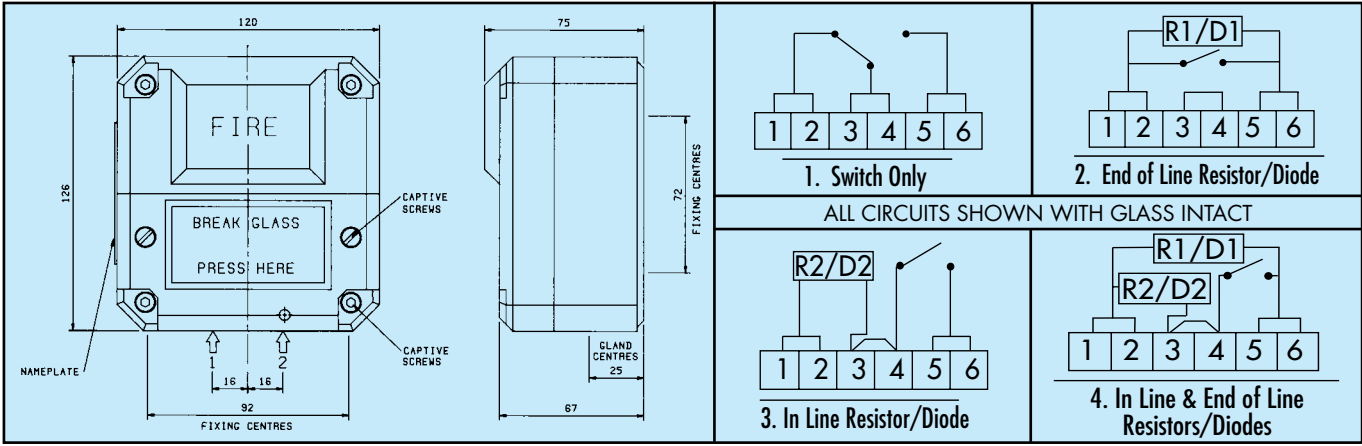 120
126
FIRE
BREAK GLASS
PRESS HERE
CAPTIVE
SCREWS
CAPTIVE
SCREWS
NAMEPLATE
1
2
16
16
92
FIXING CENTRES
75
72
FIXING CENTRES
GLAND
CENTRES
25
67
1 2 3 4 5 6
1. Switch Only
R1/D1
1 2 3 4 5 6
2. End of Line Resistor/Diode
ALL CIRCUITS SHOWN WITH GLASS INTACT
R2/D2
1 2 3 4 5 6
3. In Line Resistor/Diode
R1/D1
R2/D2
1 2 3 4 5 6
4. In Line & End of Line
Resistors/Diodes